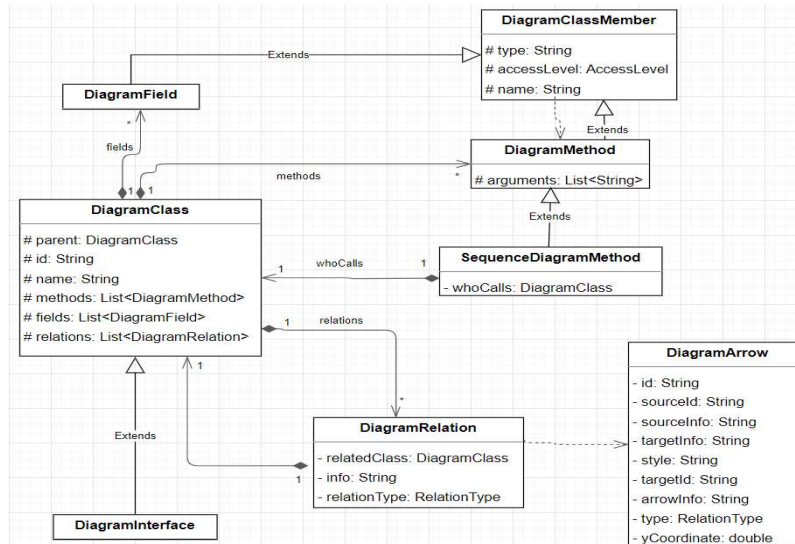 DiagramClassMember
# type: String
# accessLevel: AccessLevel
# name: String
Extends
DiagramField
*
fields
1
1
methods
*
Extends
DiagramMethod
# arguments: List<String>
Extends
DiagramClass
# parent: DiagramClass
# id: String
# name: String
# methods: List<DiagramMethod>
# fields: List<DiagramField>
# relations: List<DiagramRelation>
1
whoCalls
1
SequenceDiagramMethod
- whoCalls: DiagramClass
1
relations
*
1
1
Extends
DiagramRelation
- relatedClass: DiagramClass
- info: String
- relationType: RelationType
DiagramArrow
- id: String
- sourceId: String
- sourceInfo: String
- targetInfo: String
- style: String
- targetId: String
- arrowInfo: String
- type: RelationType
- yCoordinate: double
DiagramInterface